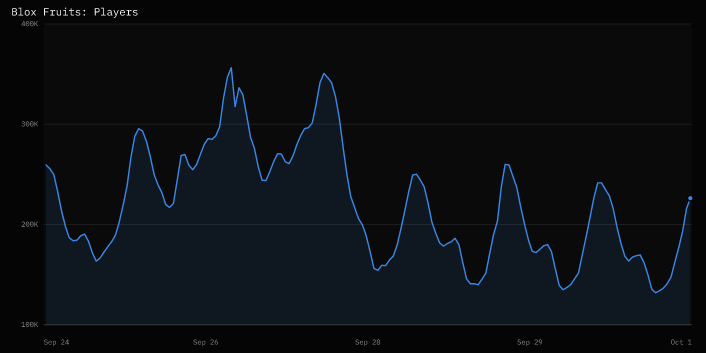 Blox Fruits: Players
400K
300K
200K
100K
Sep 24 Sep 26 Sep 28 Sep 29 Oct 1